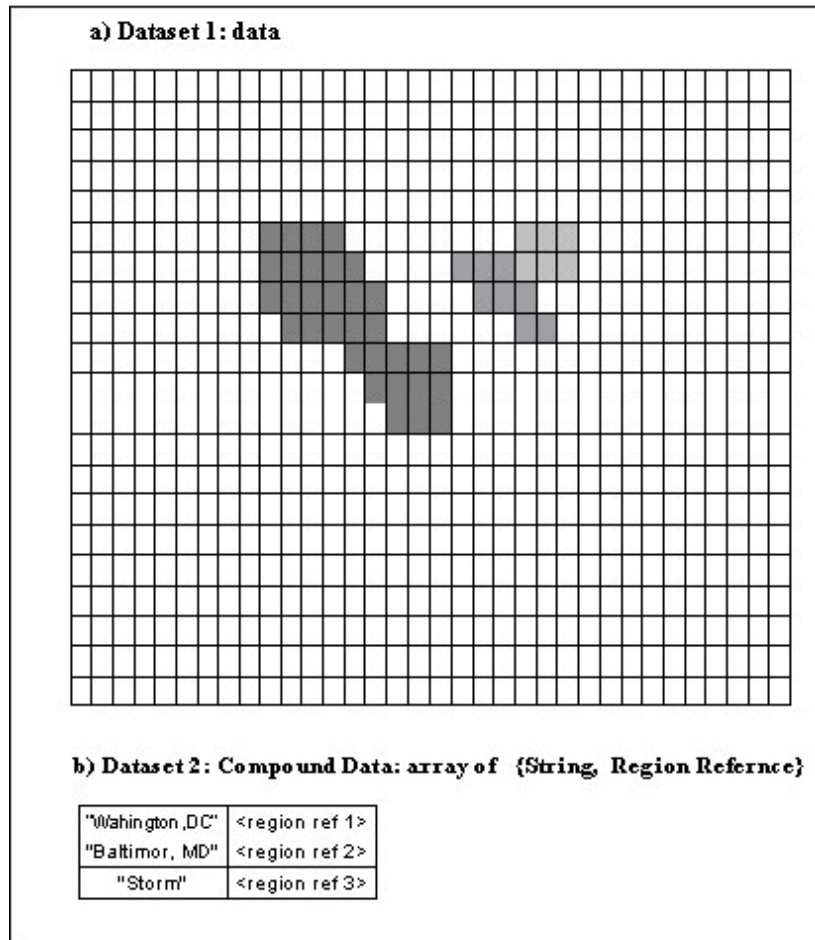 a) Dataset 1: data
b) Dataset 2: Compound Data: array of {String, Region Refernce}
"Wahington,DC" <region ref 1>
"Baltimor, MD" <region ref 2>
"Storm" <region ref 3>